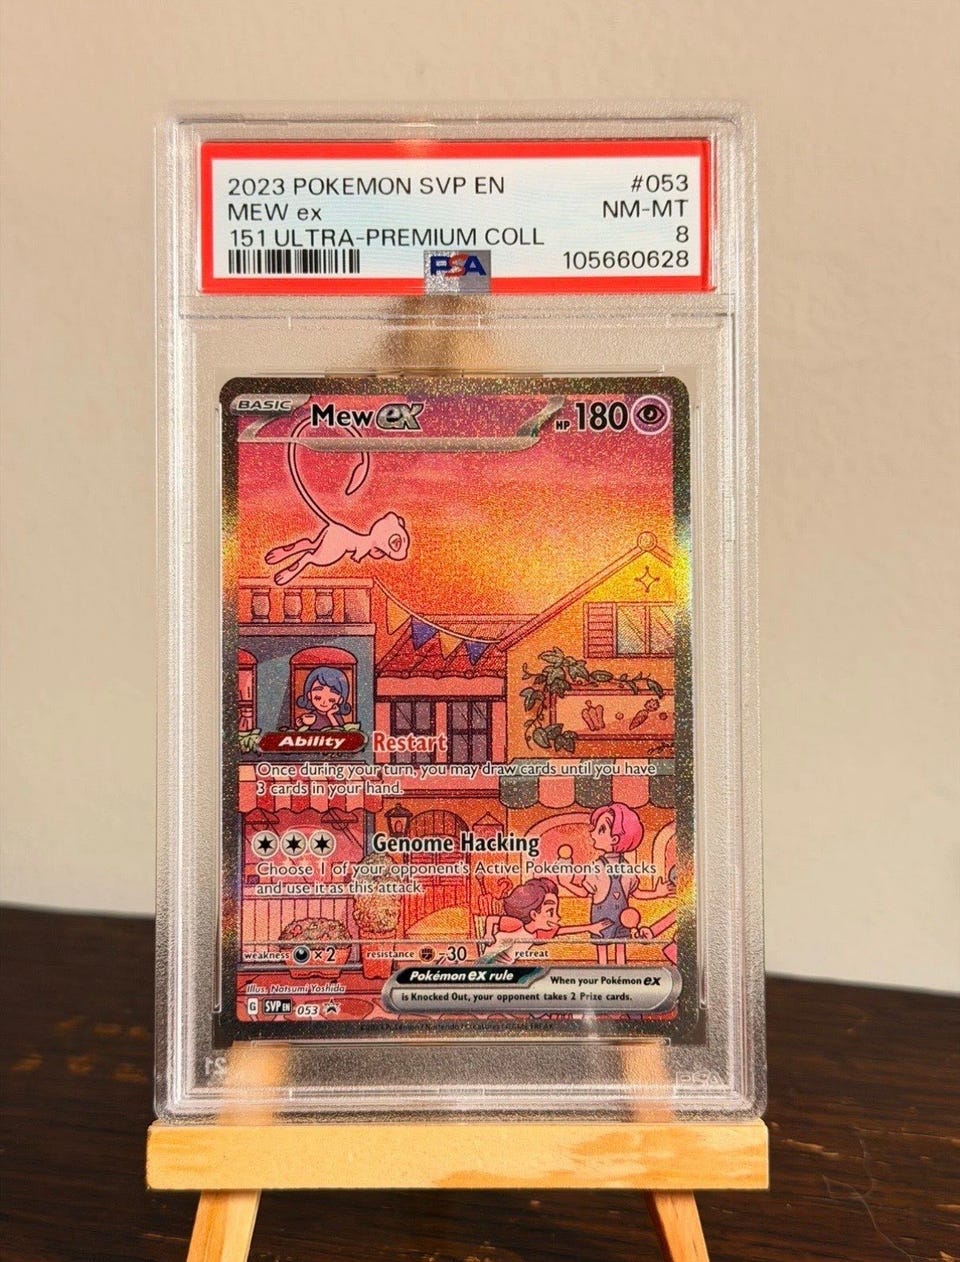 2023 POKEMON SVP EN #053
MEW ex NM-MT
151 ULTRA-PREMIUM COLL 8
PSA 105660628
BASIC Mew ex HP 180
Ability Restart
Once during your turn, you may draw cards until you have
3 cards in your hand.
Genome Hacking
Choose 1 of your opponent's Active Pokémon's attacks
and use it as this attack.
weakness ×2 resistance -30 retreat
Pokémon ex rule When your Pokémon ex
is Knocked Out, your opponent takes 2 Prize cards.
Illus. Natsumi Yoshida
G SVP EN 053